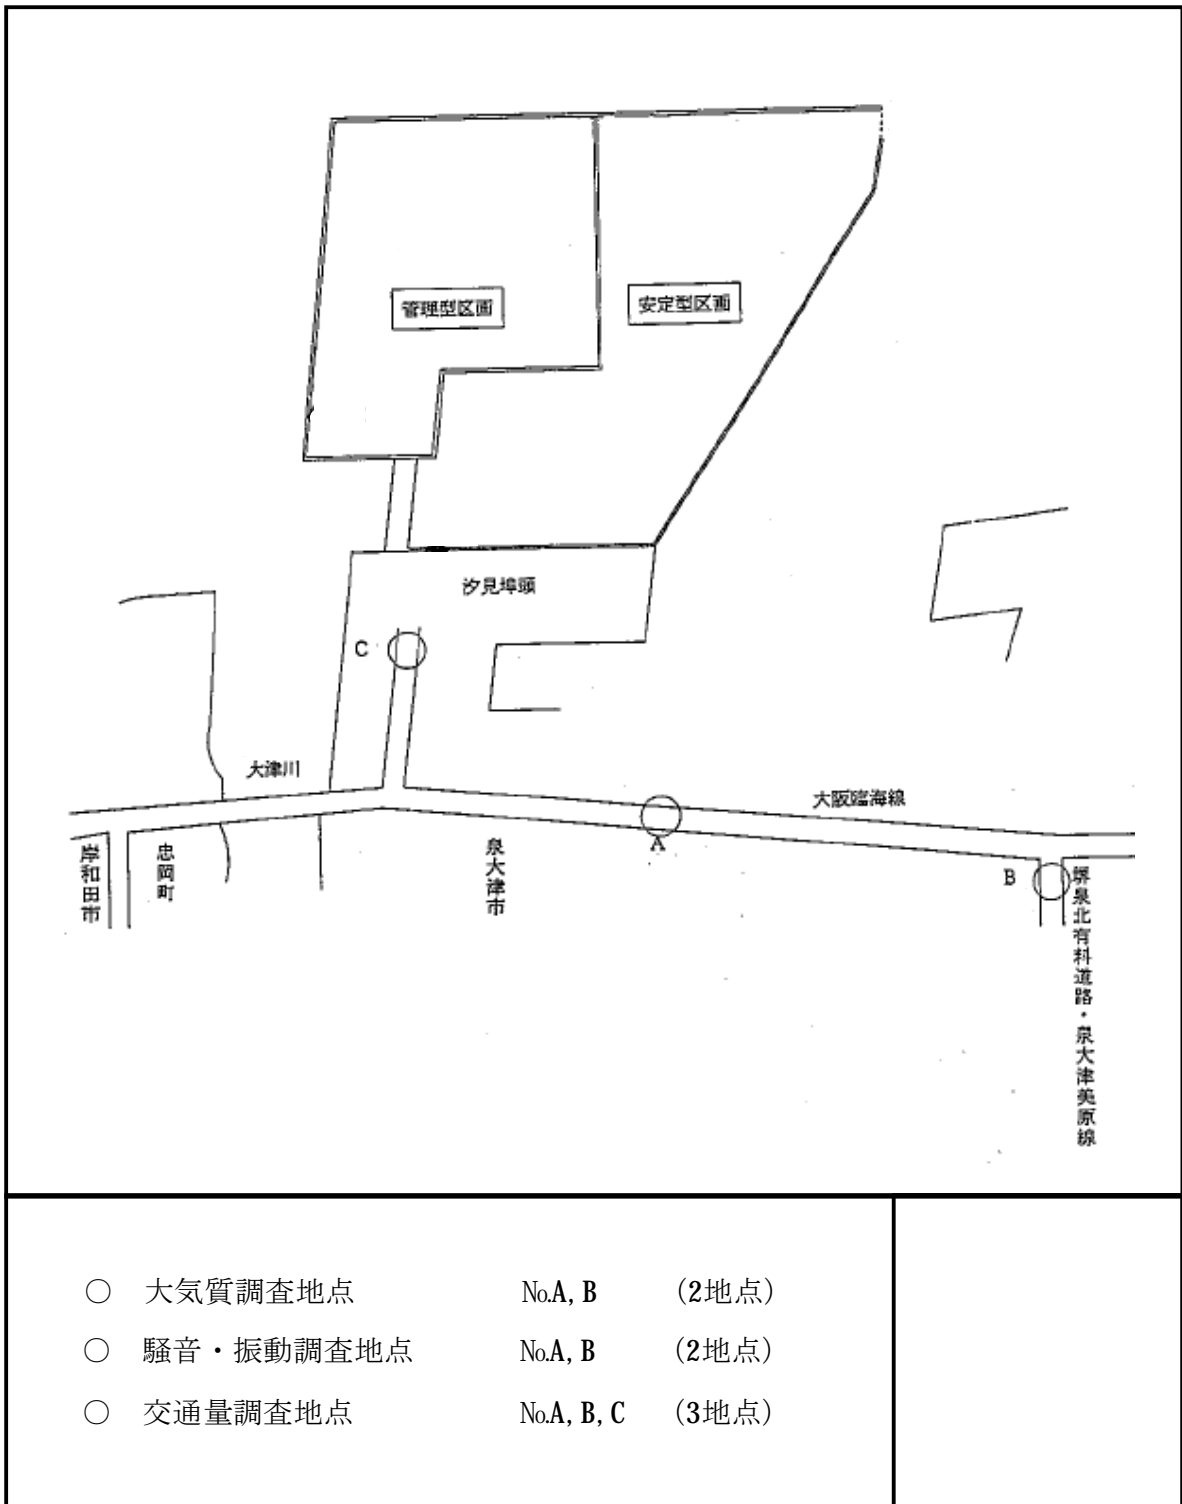 管理型区画
安定型区画
汐見埠頭
C
大津川
大阪臨海線
A
岸和田市
忠岡町
泉大津市
B
堺泉北有料道路・泉大津美原線
○ 大気質調査地点 №A, B (2地点)
○ 騒音・振動調査地点 №A, B (2地点)
○ 交通量調査地点 №A, B, C (3地点)